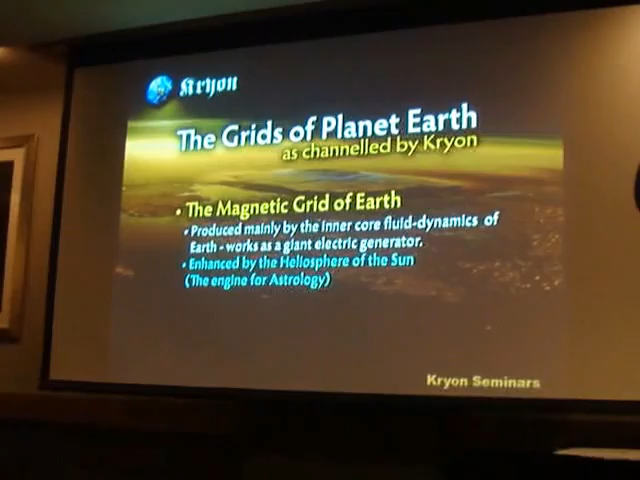 Kryon
The Grids of Planet Earth
as channelled by Kryon
• The Magnetic Grid of Earth
• Produced mainly by the inner core fluid-dynamics of
Earth - works as a giant electric generator.
• Enhanced by the Heliosphere of the Sun
(The engine for Astrology)
Kryon Seminars